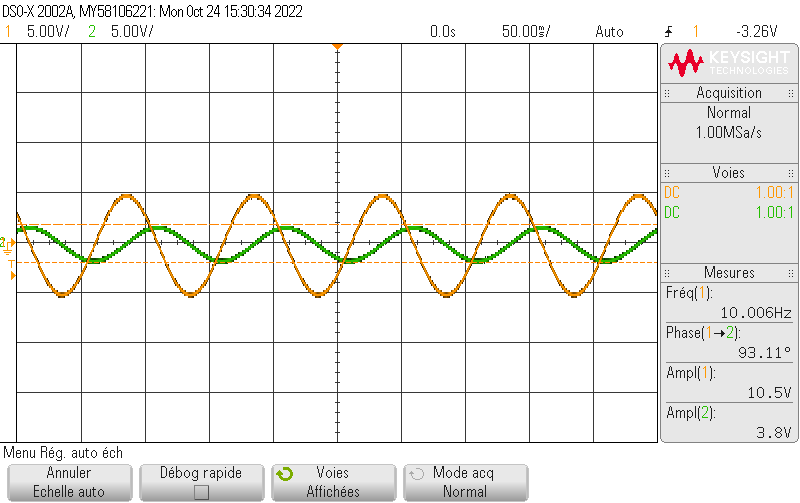 DSO-X 2002A, MY58106221: Mon Oct 24 15:30:34 2022
1 5.00V/ 2 5.00V/ 0.0s 50.00ms/ Auto 1 -3.26V
KEYSIGHT
TECHNOLOGIES
Acquisition
Normal
1.00MSa/s
Voies
DC 1.00:1
DC 1.00:1
Mesures
Fréq(1):
10.006Hz
Phase(1→2):
93.11°
Ampl(1):
10.5V
Ampl(2):
3.8V
2
T
Menu Rég. auto éch
Annuler
Echelle auto
Débog rapide
Voies
Affichées
Mode acq
Normal